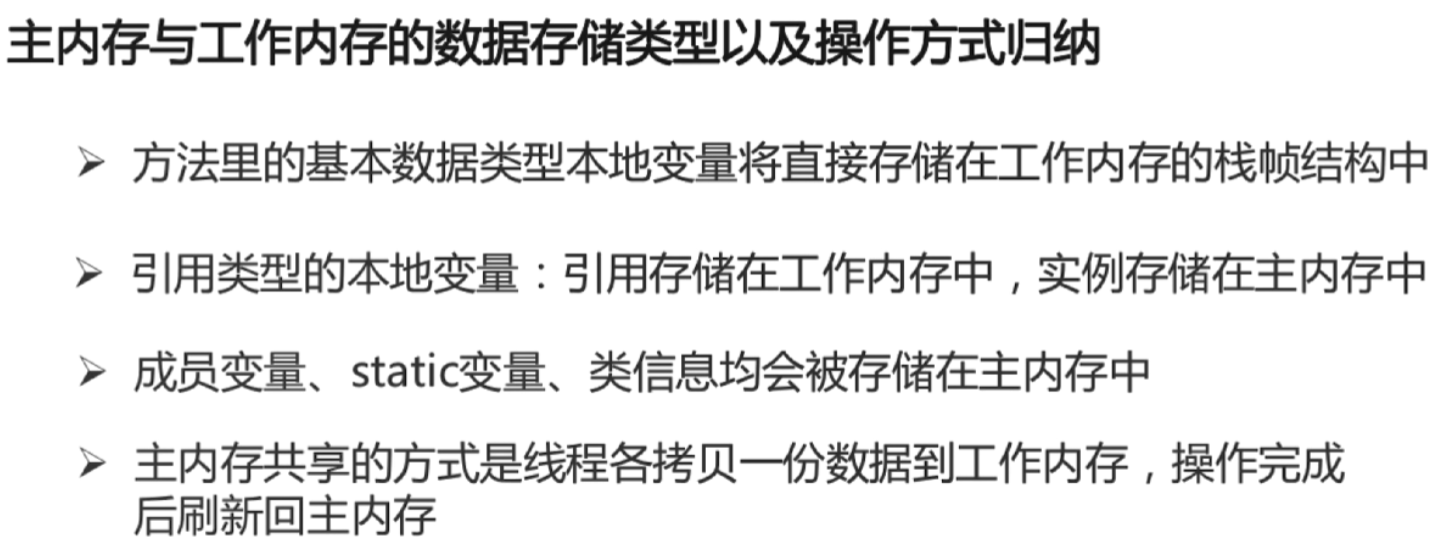 主内存与工作内存的数据存储类型以及操作方式归纳
➢ 方法里的基本数据类型本地变量将直接存储在工作内存的栈帧结构中
➢ 引用类型的本地变量：引用存储在工作内存中，实例存储在主内存中
➢ 成员变量、static变量、类信息均会被存储在主内存中
➢ 主内存共享的方式是线程各拷贝一份数据到工作内存，操作完成
后刷新回主内存